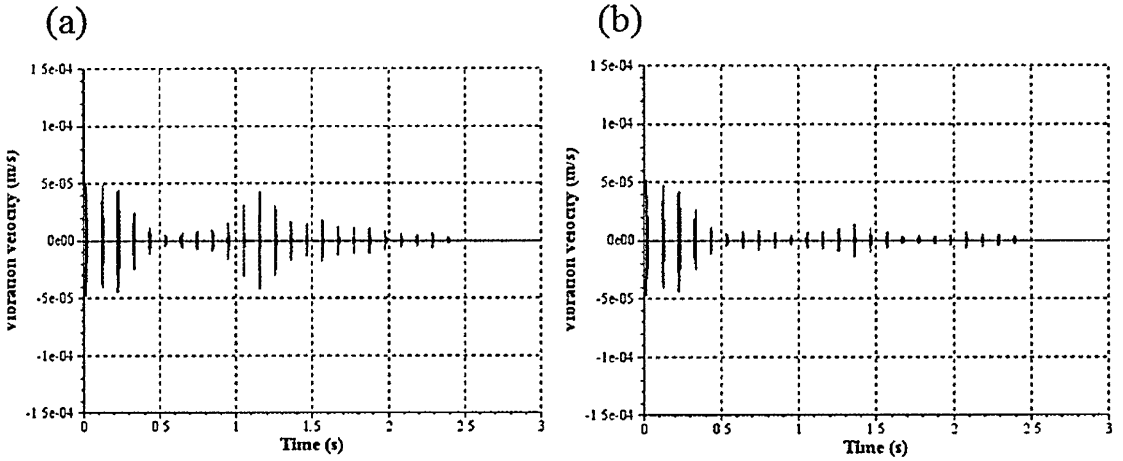 (a)
(b)
vibration velocity (m/s)
1 5e-04
1e-04
5e-05
0e00
-5e-05
-1e-04
-1 5e-04
0
0 5
1
1 5
2
2 5
3
Time (s)
vibration velocity (m/s)
1 5e-04
1e-04
5e-05
0e00
-5e-05
-1e-04
-1 5e-04
0
0 5
1
1 5
2
2 5
3
Time (s)